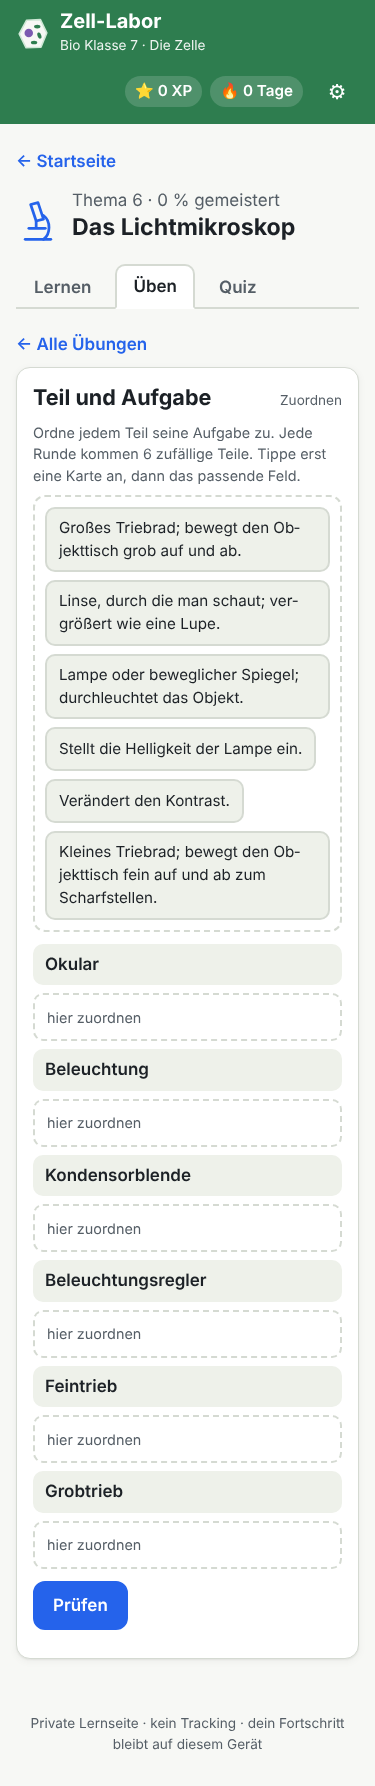 Zell-Labor
Bio Klasse 7 · Die Zelle
⭐ 0 XP
🔥 0 Tage
⚙
← Startseite
Thema 6 · 0 % gemeistert
Das Lichtmikroskop
Lernen
Üben
Quiz
← Alle Übungen
Teil und Aufgabe
Zuordnen
Ordne jedem Teil seine Aufgabe zu. Jede
Runde kommen 6 zufällige Teile. Tippe erst
eine Karte an, dann das passende Feld.
Großes Triebrad; bewegt den Ob-
jekttisch grob auf und ab.
Linse, durch die man schaut; ver-
größert wie eine Lupe.
Lampe oder beweglicher Spiegel;
durchleuchtet das Objekt.
Stellt die Helligkeit der Lampe ein.
Verändert den Kontrast.
Kleines Triebrad; bewegt den Ob-
jekttisch fein auf und ab zum
Scharfstellen.
Okular
hier zuordnen
Beleuchtung
hier zuordnen
Kondensorblende
hier zuordnen
Beleuchtungsregler
hier zuordnen
Feintrieb
hier zuordnen
Grobtrieb
hier zuordnen
Prüfen
Private Lernseite · kein Tracking · dein Fortschritt
bleibt auf diesem Gerät